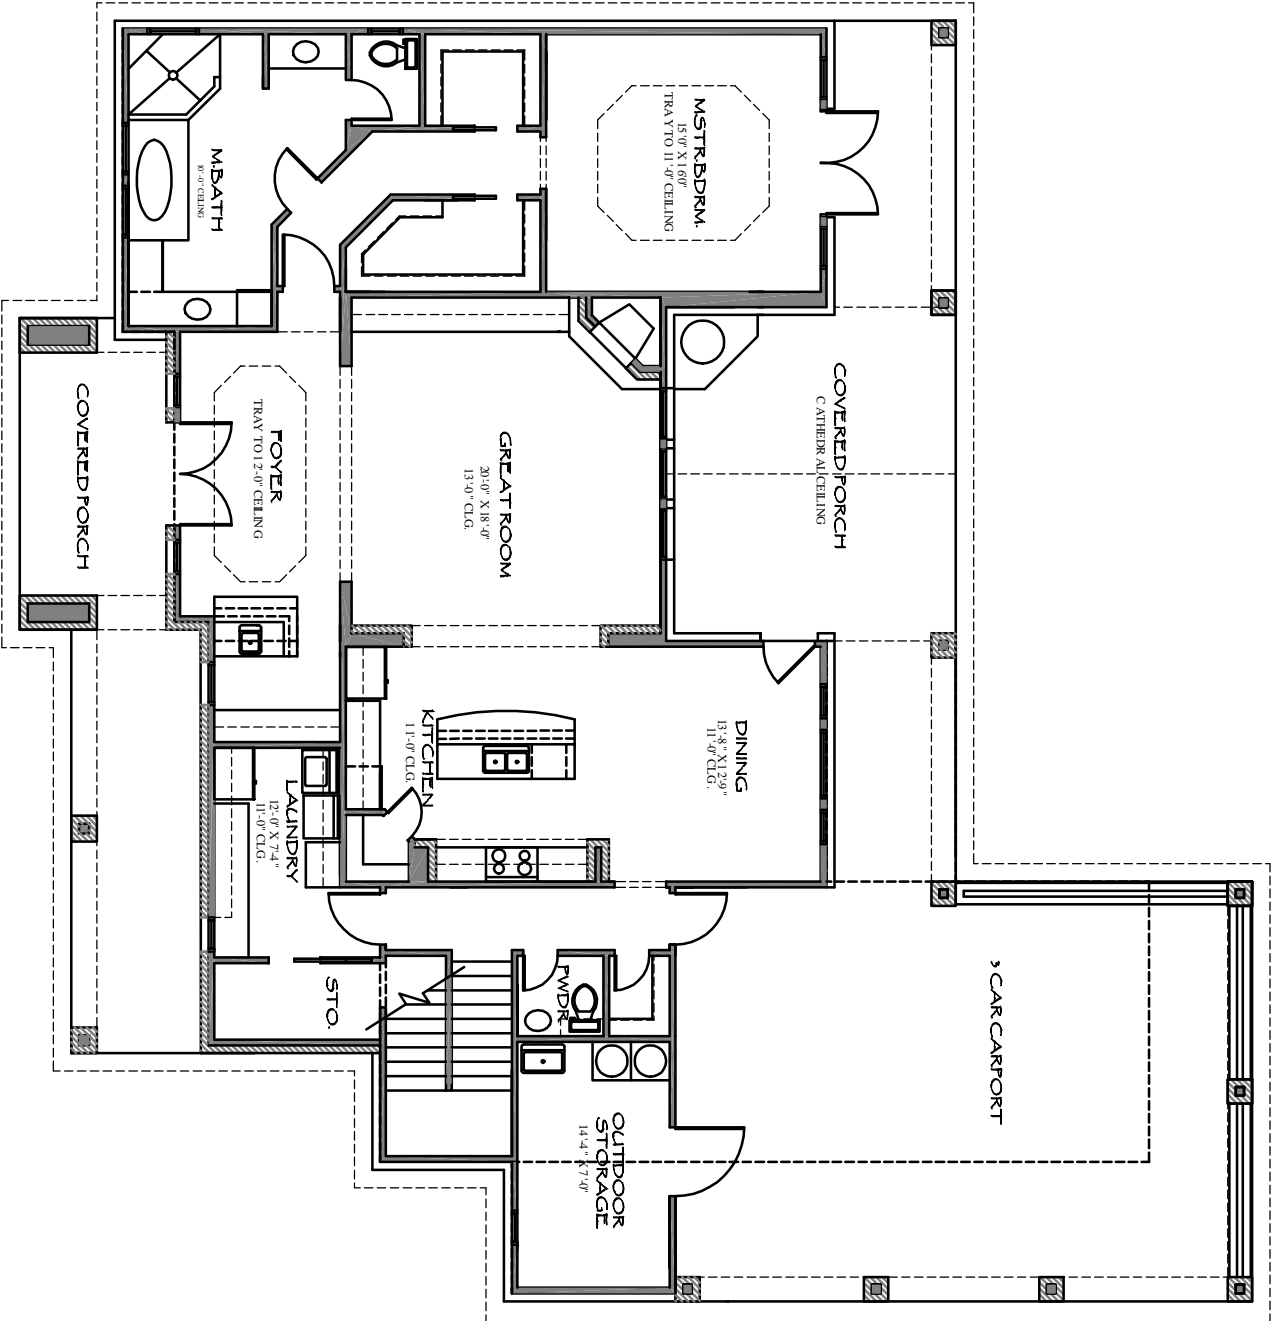 MSTR.BDRM.
15'0" X 16'0"
TRAY TO 11'-0" CEILING
M.BATH
10'-0" CEILING
COVERED PORCH
CATHEDRAL CEILING
COVERED PORCH
FOYER
TRAY TO 12'-0" CEILING
GREAT ROOM
20'-0" X 18'-0"
13'-0" CLG.
KITCHEN
11'-0" CLG.
DINING
13'-8" X 12'9"
11'-0" CLG.
LAUNDRY
12'-0" X 7'4"
11'-0" CLG.
STO.
PWDR.
3 CAR CARPORT
OUTDOOR
STORAGE
14'-4" X 7'-0"